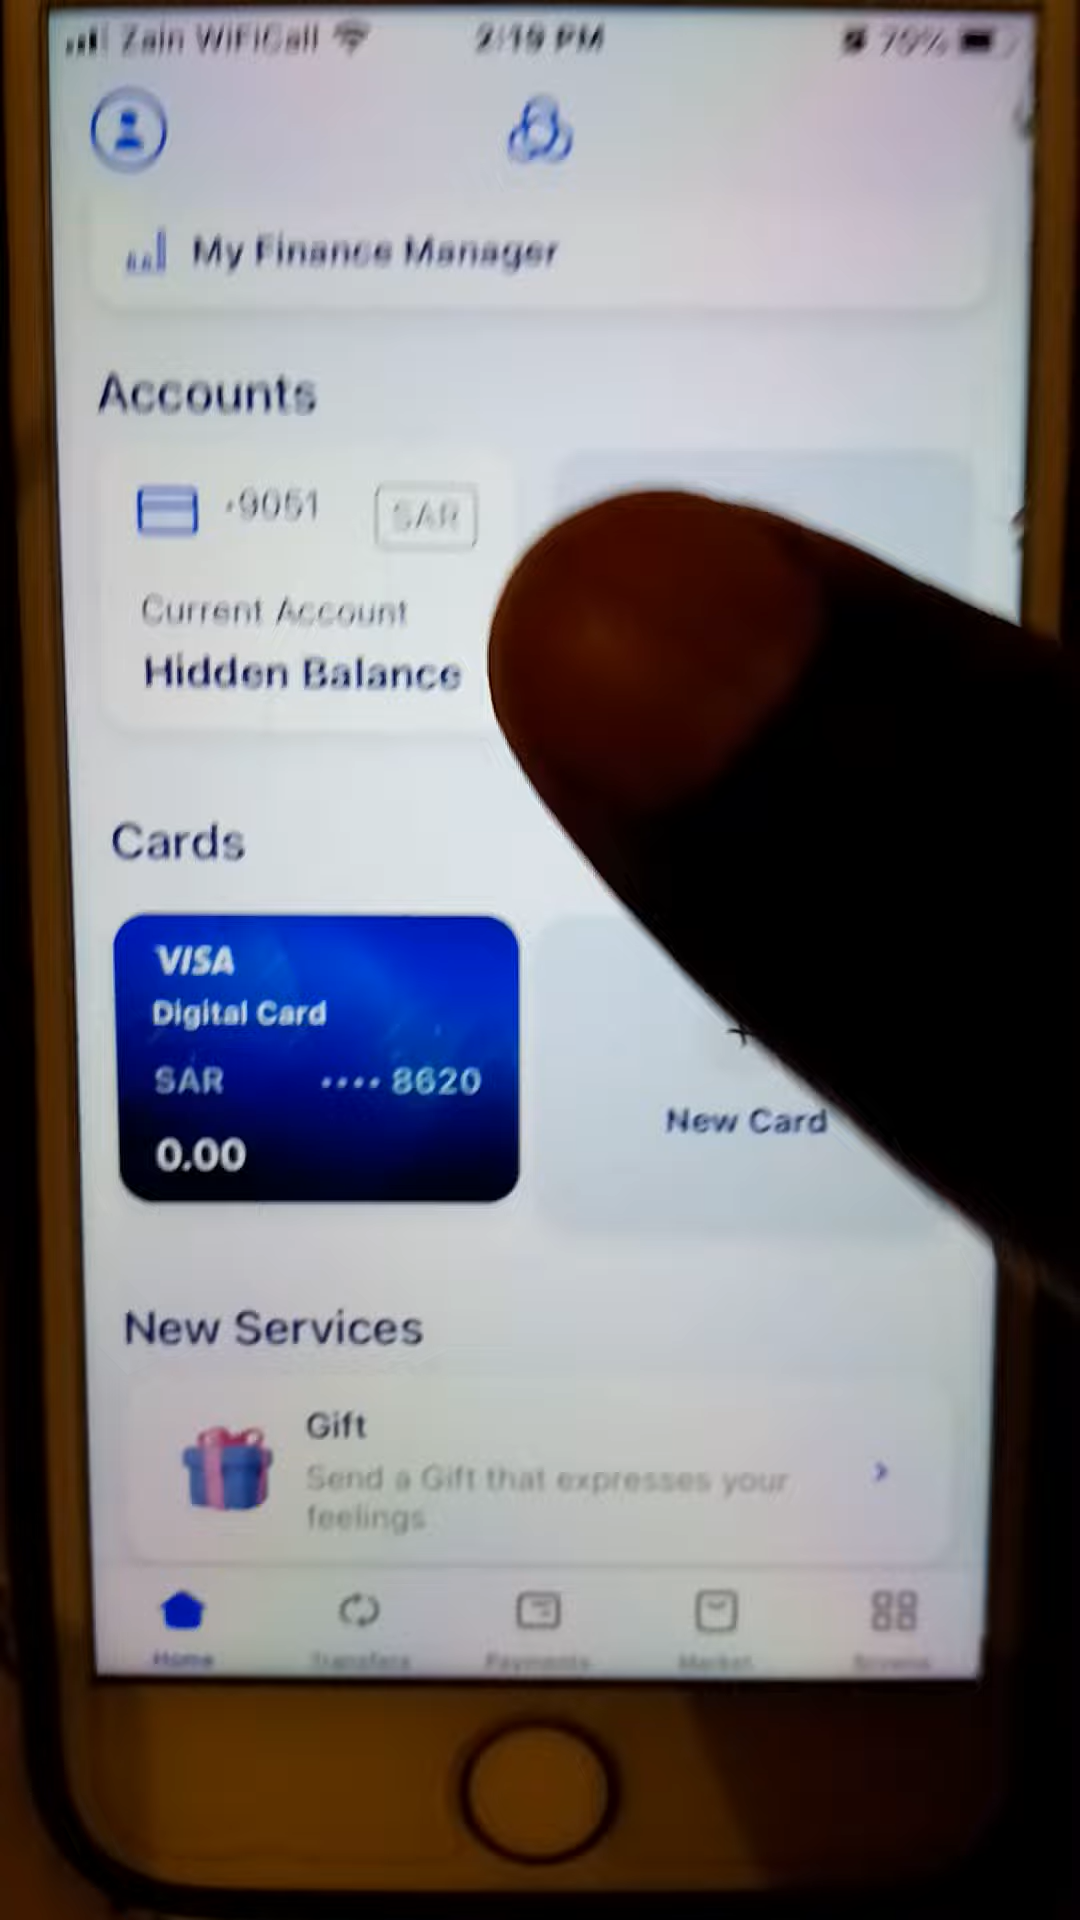 Zain WiFiCall 2:19 PM 79%
My Finance Manager
Accounts
·9051 SAR
Current Account
Hidden Balance
Cards
VISA
Digital Card
SAR •••• 8620
0.00
+
New Card
New Services
Gift
Send a Gift that expresses your
feelings
Home Transfers Payments Market